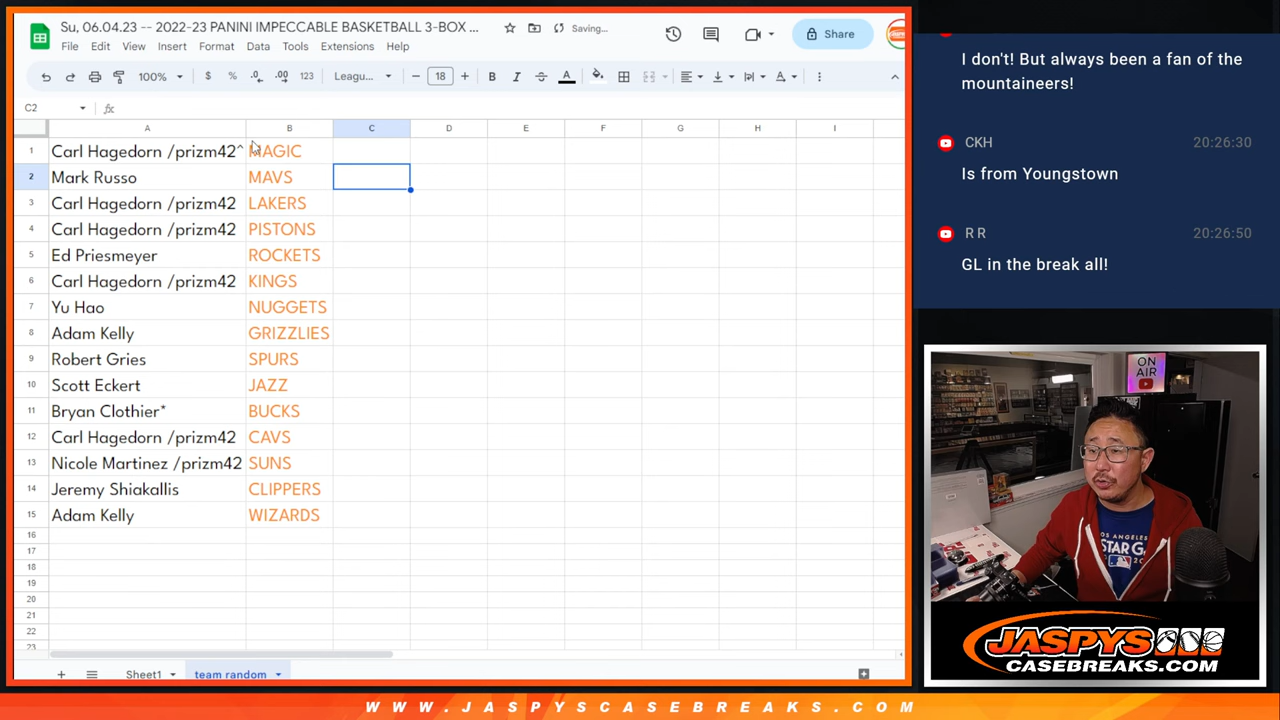 Su, 06.04.23 -- 2022-23 PANINI IMPECCABLE BASKETBALL 3-BOX ...
Saving...
Share
File Edit View Insert Format Data Tools Extensions Help
100% $ % .0 .00 123 Leagu... − 18 + B I A
C2 fx
A B C D E F G H I
1 Carl Hagedorn /prizm42^ MAGIC
2 Mark Russo MAVS
3 Carl Hagedorn /prizm42 LAKERS
4 Carl Hagedorn /prizm42 PISTONS
5 Ed Priesmeyer ROCKETS
6 Carl Hagedorn /prizm42 KINGS
7 Yu Hao NUGGETS
8 Adam Kelly GRIZZLIES
9 Robert Gries SPURS
10 Scott Eckert JAZZ
11 Bryan Clothier* BUCKS
12 Carl Hagedorn /prizm42 CAVS
13 Nicole Martinez /prizm42 SUNS
14 Jeremy Shiakallis CLIPPERS
15 Adam Kelly WIZARDS
16
17
18
19
20
21
22
23
Sheet1 team random
I don't! But always been a fan of the
mountaineers!
CKH 20:26:30
Is from Youngstown
R R 20:26:50
GL in the break all!
ON
AIR
LOS ANGELES
JASPYS
CASEBREAKS.COM
WWW.JASPYSCASEBREAKS.COM